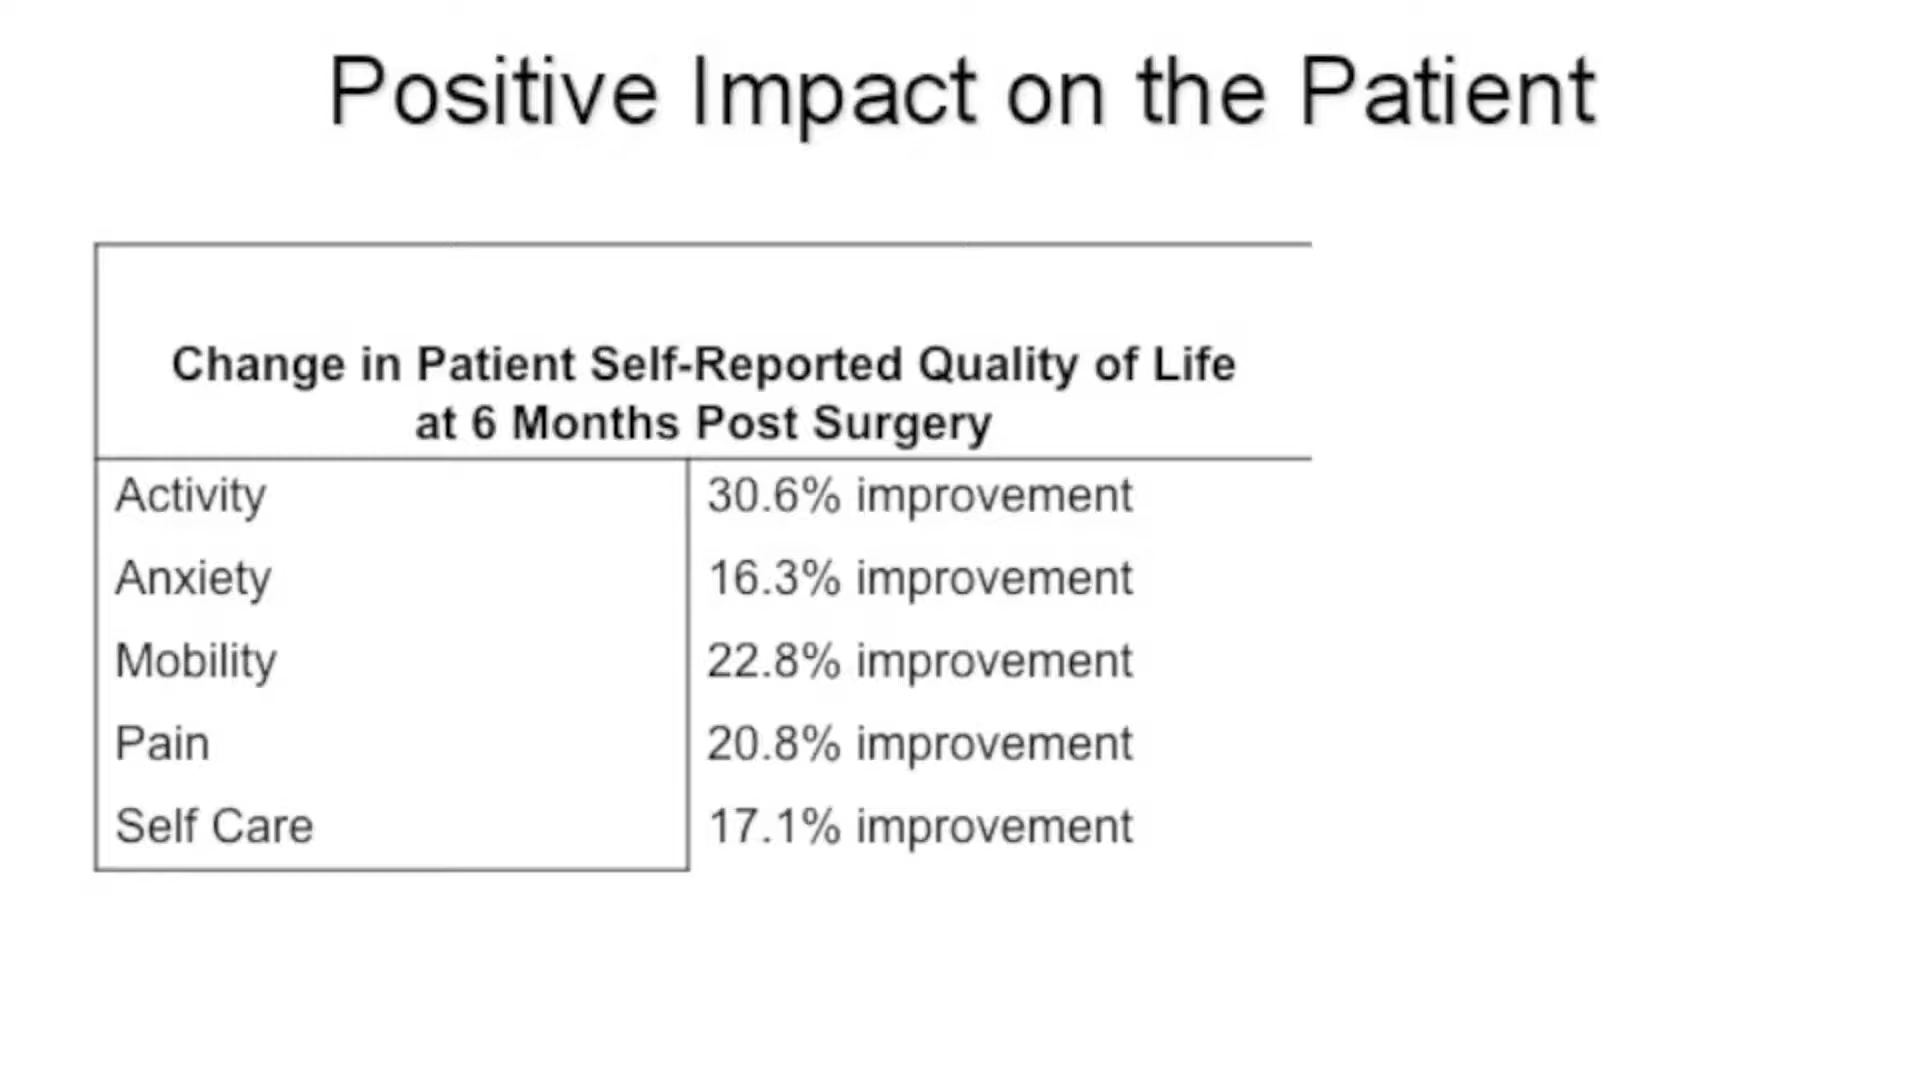 Positive Impact on the Patient
Change in Patient Self-Reported Quality of Life
at 6 Months Post Surgery
Activity 30.6% improvement
Anxiety 16.3% improvement
Mobility 22.8% improvement
Pain 20.8% improvement
Self Care 17.1% improvement